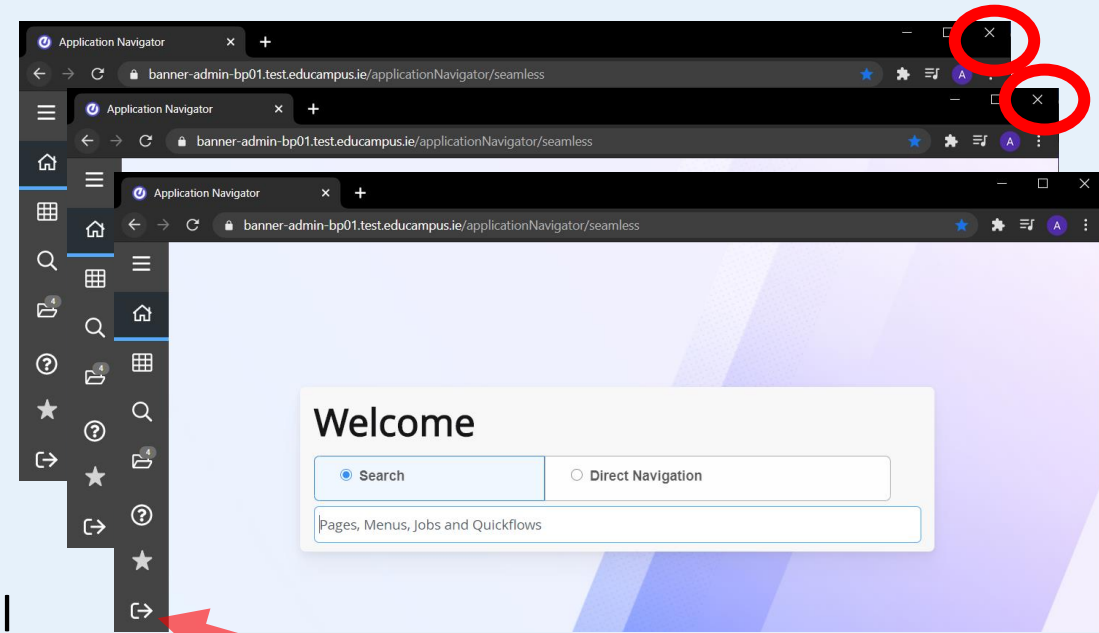 Application Navigator
banner-admin-bp01.test.educampus.ie/applicationNavigator/seamless
A
Application Navigator
banner-admin-bp01.test.educampus.ie/applicationNavigator/seamless
A
Application Navigator
banner-admin-bp01.test.educampus.ie/applicationNavigator/seamless
A
4
4
4
Welcome
Search Direct Navigation
Pages, Menus, Jobs and Quickflows